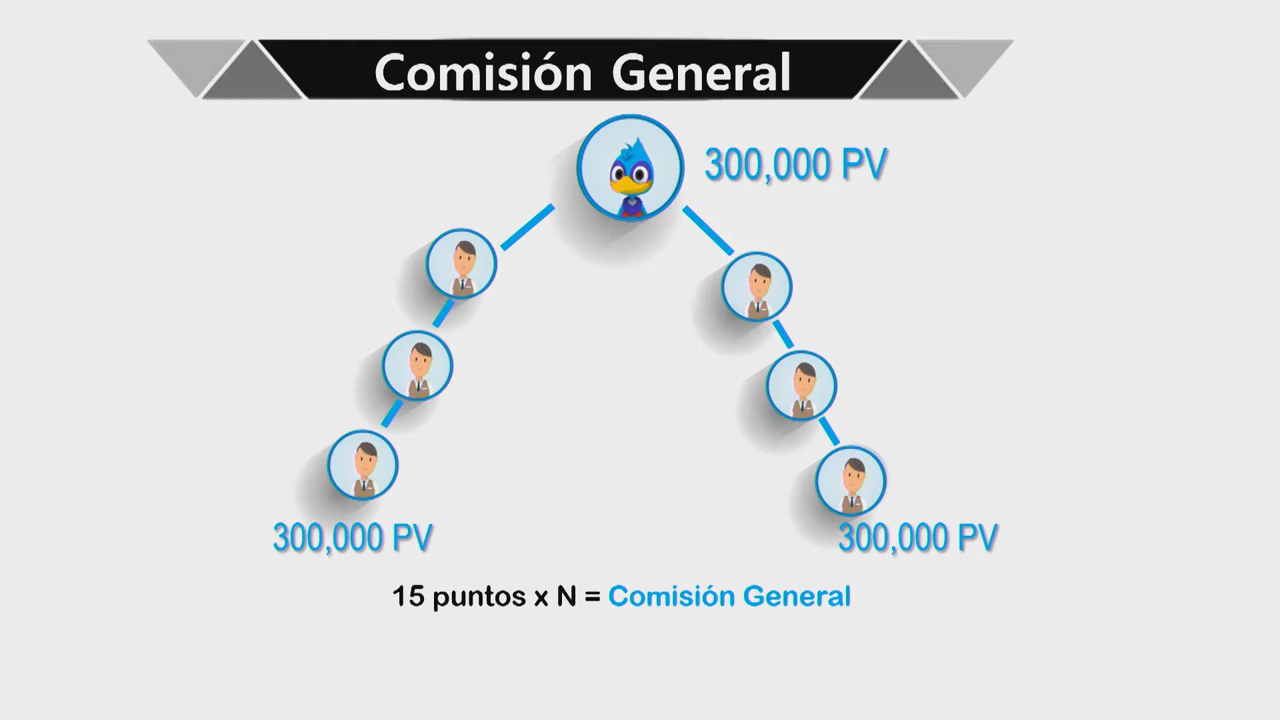 Comisión General
300,000 PV
300,000 PV
300,000 PV
15 puntos x N = Comisión General